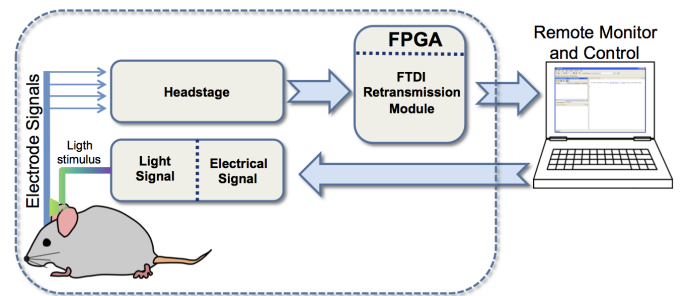 Electrode Signals
Headstage
FPGA
FTDI
Retransmission
Module
Remote Monitor
and Control
Ligth
stimulus
Light
Signal
Electrical
Signal